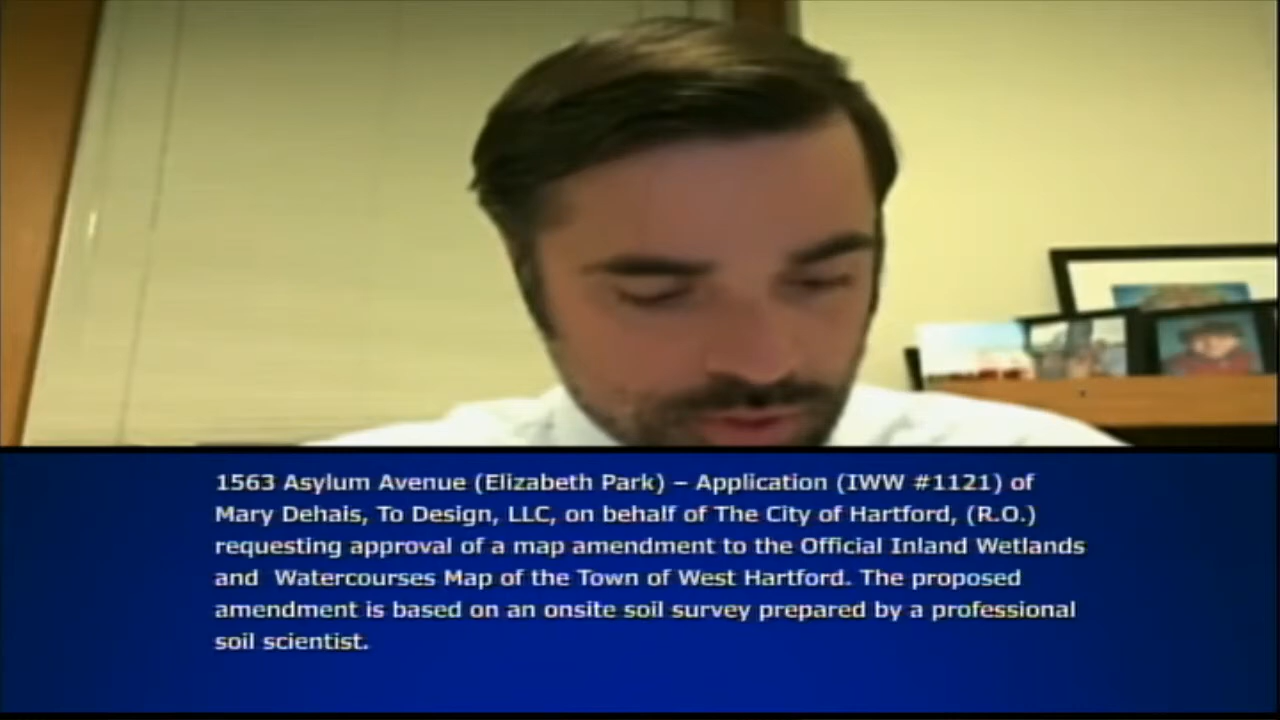 1563 Asylum Avenue (Elizabeth Park) – Application (IWW #1121) of
Mary Dehais, To Design, LLC, on behalf of The City of Hartford, (R.O.)
requesting approval of a map amendment to the Official Inland Wetlands
and  Watercourses Map of the Town of West Hartford. The proposed
amendment is based on an onsite soil survey prepared by a professional
soil scientist.